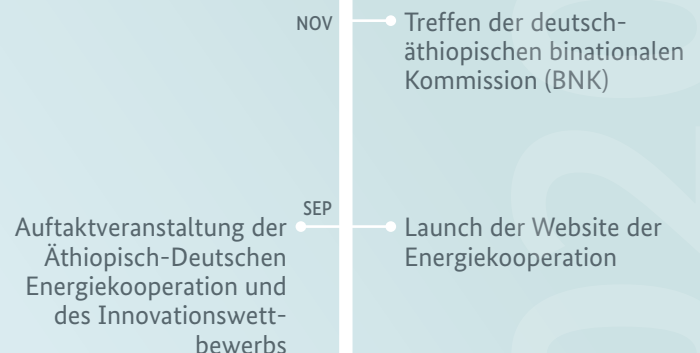 NOV
Treffen der deutsch-
äthiopischen binationalen
Kommission (BNK)
SEP
Auftaktveranstaltung der
Äthiopisch-Deutschen
Energiekooperation und
des Innovationswett-
bewerbs
Launch der Website der
Energiekooperation